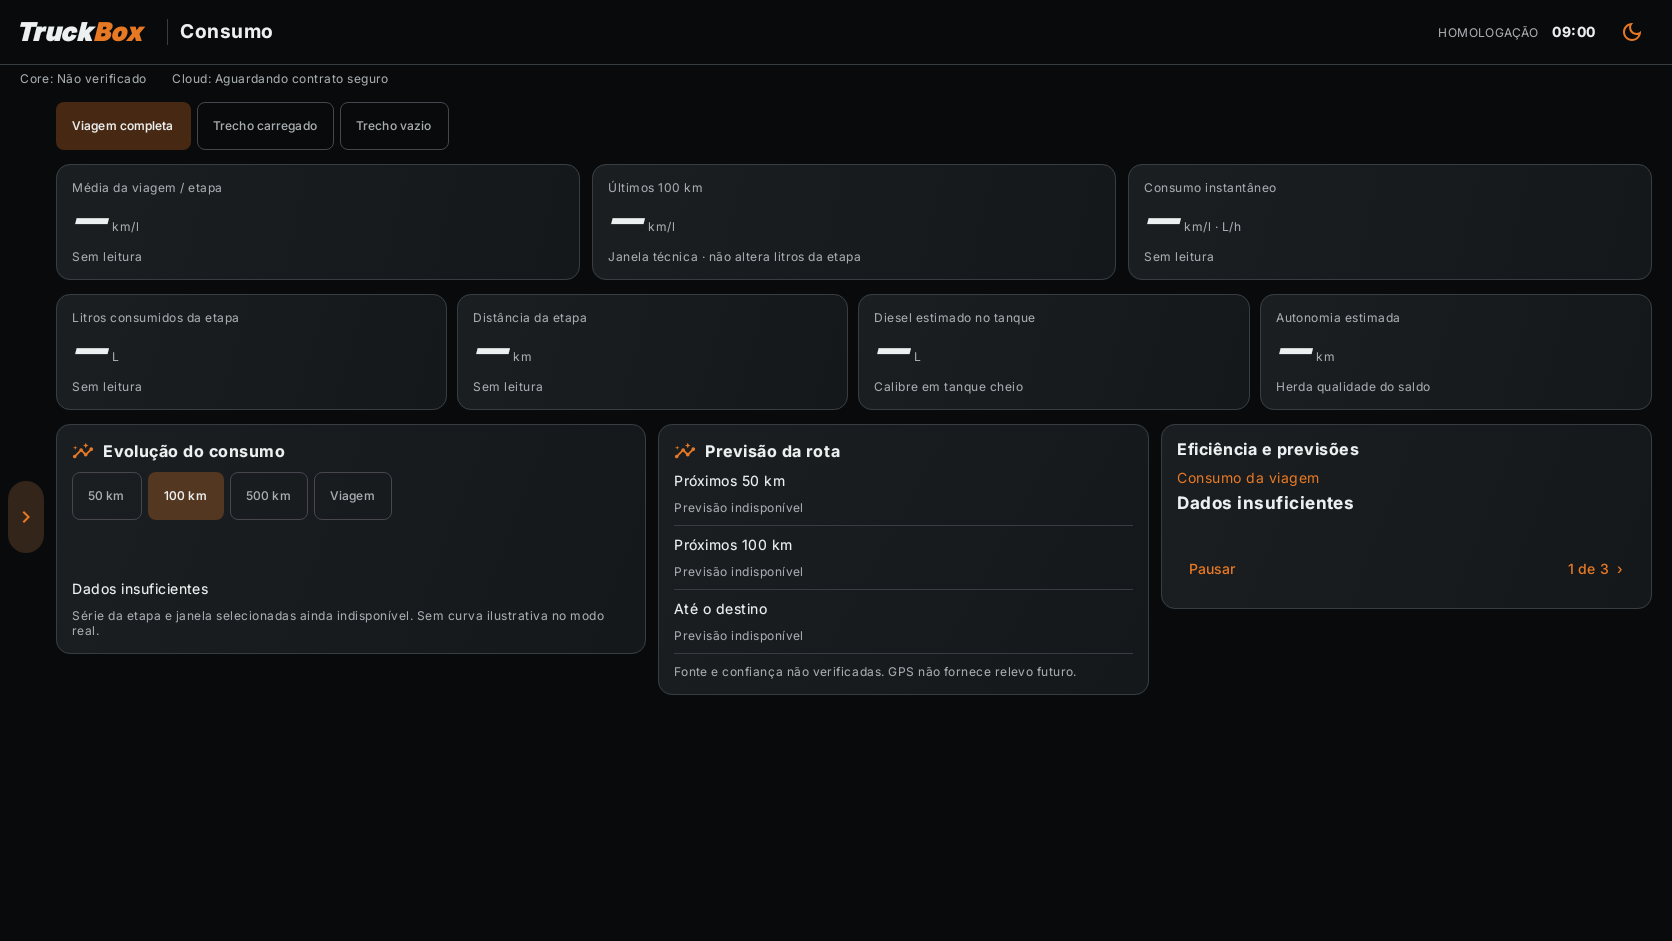 TruckBox Consumo HOMOLOGAÇÃO 09:00
Core: Não verificado Cloud: Aguardando contrato seguro
Viagem completa Trecho carregado Trecho vazio
Média da viagem / etapa
— km/l
Sem leitura
Últimos 100 km
— km/l
Janela técnica · não altera litros da etapa
Consumo instantâneo
— km/l · L/h
Sem leitura
Litros consumidos da etapa
— L
Sem leitura
Distância da etapa
— km
Sem leitura
Diesel estimado no tanque
— L
Calibre em tanque cheio
Autonomia estimada
— km
Herda qualidade do saldo
Evolução do consumo
50 km 100 km 500 km Viagem
Dados insuficientes
Série da etapa e janela selecionadas ainda indisponível. Sem curva ilustrativa no modo
real.
Previsão da rota
Próximos 50 km
Previsão indisponível
Próximos 100 km
Previsão indisponível
Até o destino
Previsão indisponível
Fonte e confiança não verificadas. GPS não fornece relevo futuro.
Eficiência e previsões
Consumo da viagem
Dados insuficientes
Pausar 1 de 3 ›